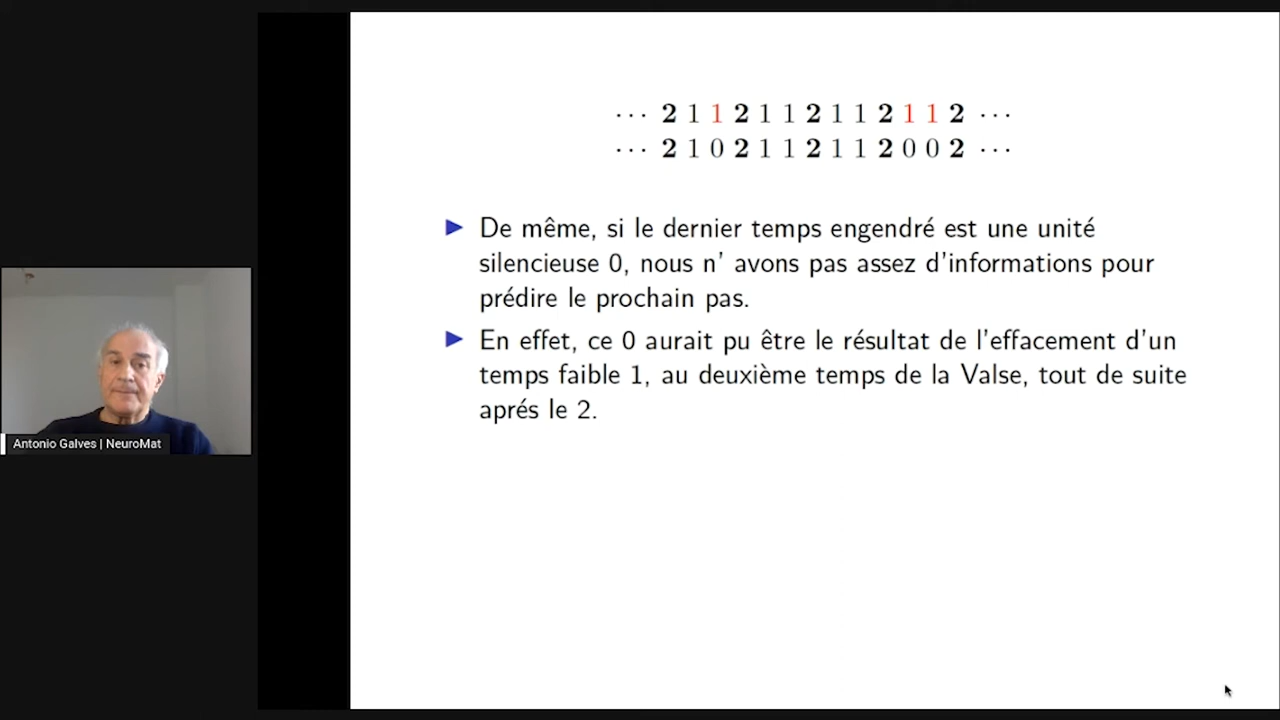 ··· 2 1 1 2 1 1 2 1 1 2 1 1 2 ···
··· 2 1 0 2 1 1 2 1 1 2 0 0 2 ···
► De même, si le dernier temps engendré est une unité
silencieuse 0, nous n' avons pas assez d'informations pour
prédire le prochain pas.
► En effet, ce 0 aurait pu être le résultat de l'effacement d'un
temps faible 1, au deuxième temps de la Valse, tout de suite
aprés le 2.
Antonio Galves | NeuroMat